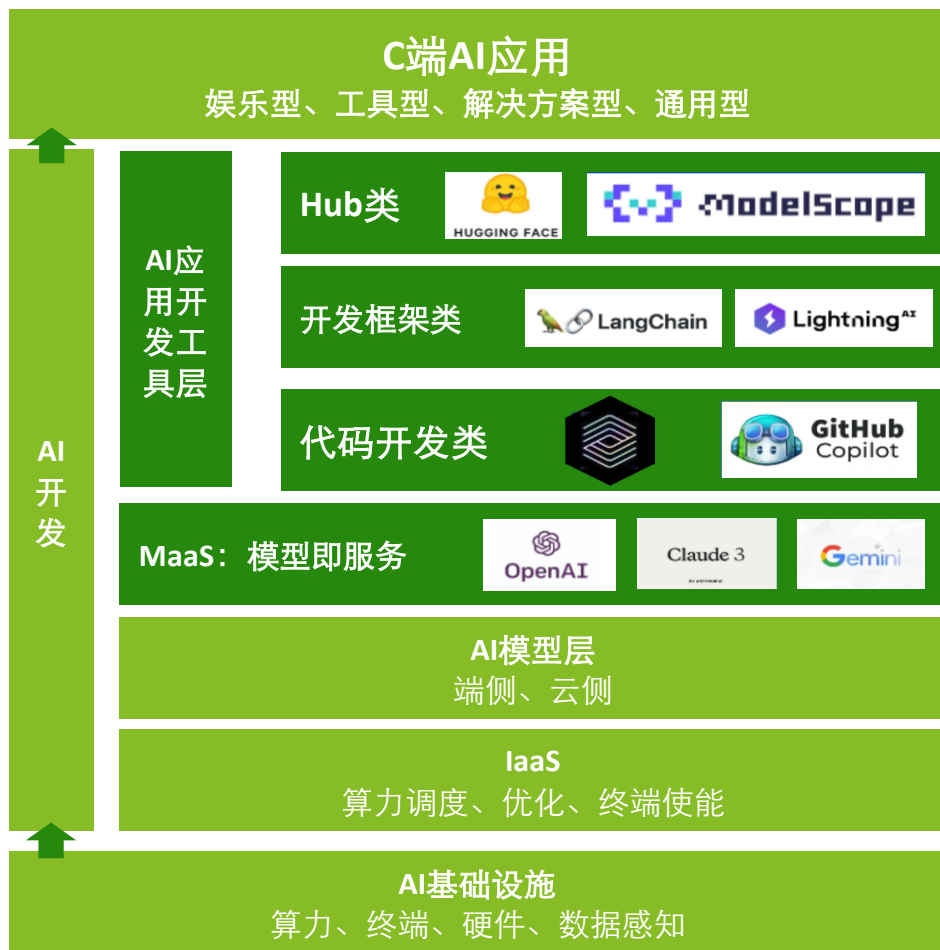 C端AI应用
娱乐型、工具型、解决方案型、通用型
AI
开
发
AI应
用开
发工
具层
Hub类
HUGGING FACE
ModelScope
开发框架类
LangChain
Lightning AI
代码开发类
GitHub
Copilot
MaaS：模型即服务
OpenAI
Claude 3
BY ANTHROPIC
Gemini
AI模型层
端侧、云侧
IaaS
算力调度、优化、终端使能
AI基础设施
算力、终端、硬件、数据感知